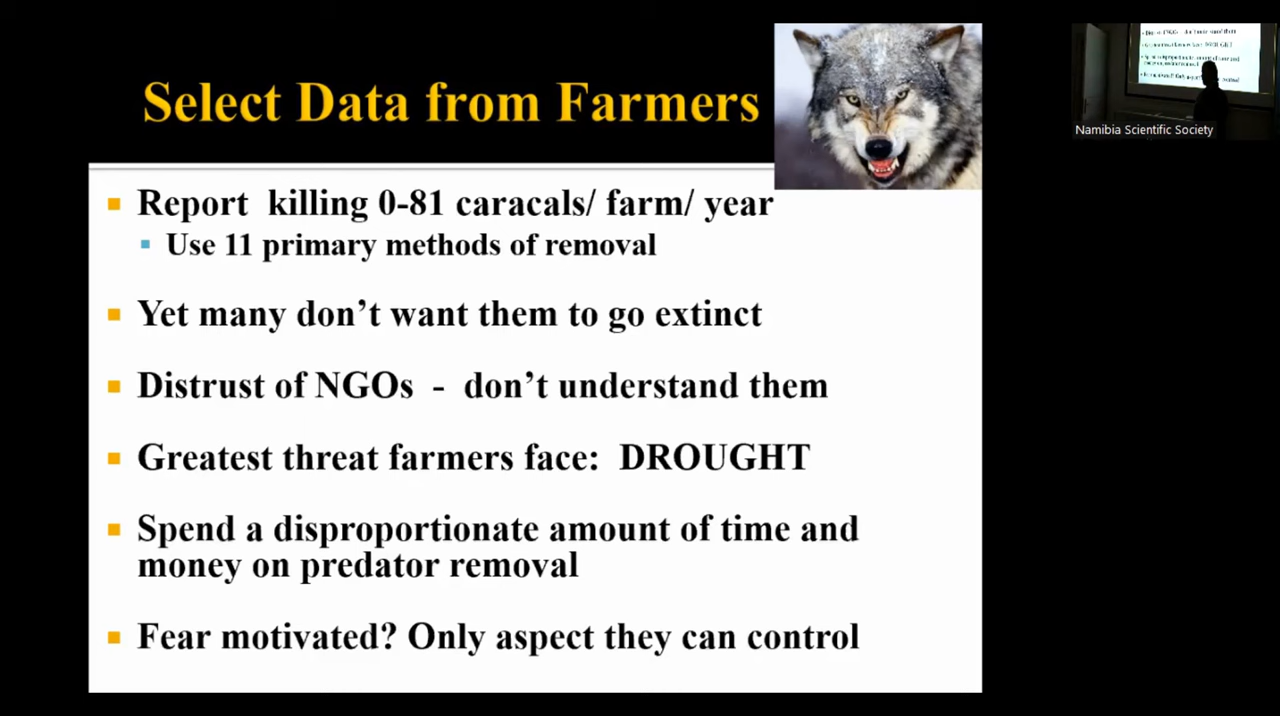 Select Data from Farmers
Report killing 0-81 caracals/ farm/ year
Use 11 primary methods of removal
Yet many don't want them to go extinct
Distrust of NGOs - don't understand them
Greatest threat farmers face: DROUGHT
Spend a disproportionate amount of time and
money on predator removal
Fear motivated? Only aspect they can control
Namibia Scientific Society